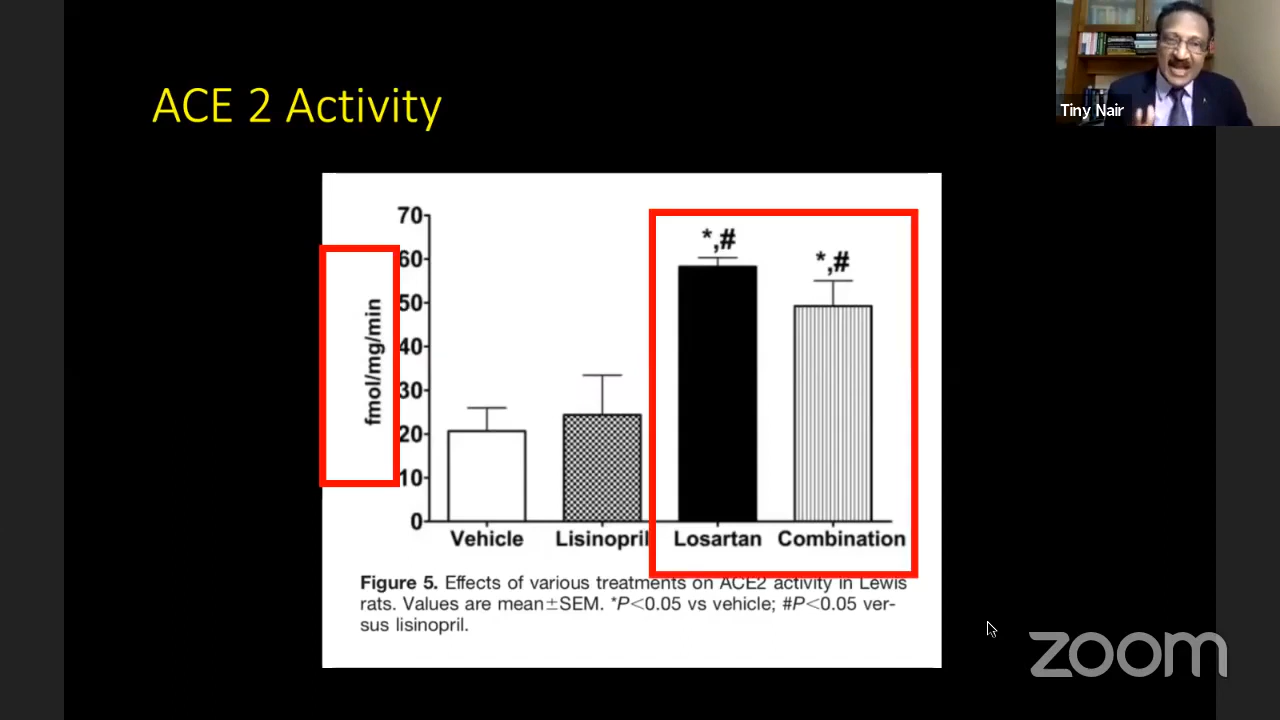 ACE 2 Activity
Tiny Nair
70
60
50
40
30
20
10
0
fmol/mg/min
*,#
*,#
Vehicle
Lisinopril
Losartan
Combination
Figure 5. Effects of various treatments on ACE2 activity in Lewis
rats. Values are mean±SEM. *P<0.05 vs vehicle; #P<0.05 ver-
sus lisinopril.
zoom